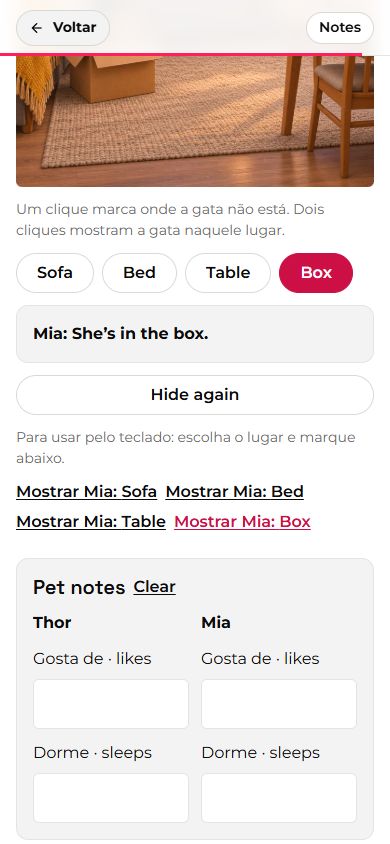 ← Voltar
Notes
Um clique marca onde a gata não está. Dois
cliques mostram a gata naquele lugar.
Sofa Bed Table Box
Mia: She’s in the box.
Hide again
Para usar pelo teclado: escolha o lugar e marque
abaixo.
Mostrar Mia: Sofa Mostrar Mia: Bed
Mostrar Mia: Table Mostrar Mia: Box
Pet notes Clear
Thor Mia
Gosta de · likes Gosta de · likes
Dorme · sleeps Dorme · sleeps